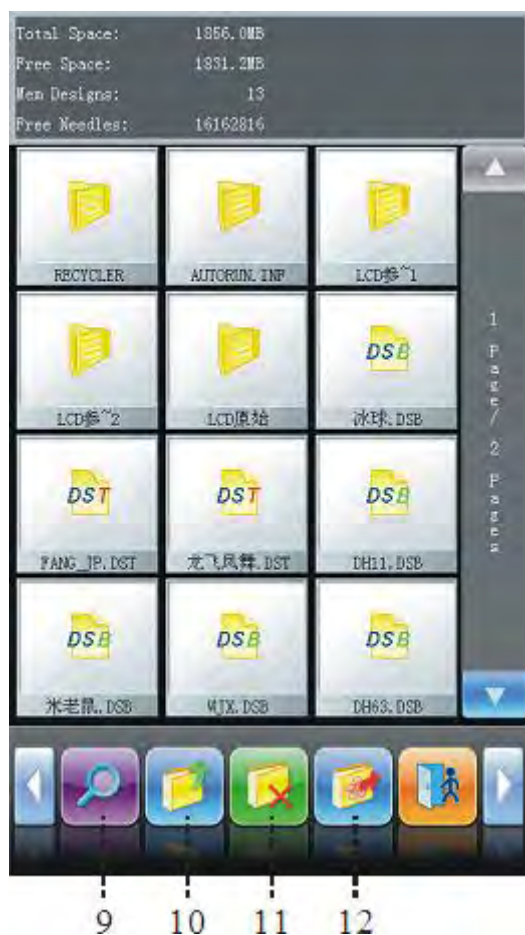 Total Space: 1856.0MB
Free Space: 1831.2MB
Mem Designs: 13
Free Needles: 16162816
RECYCLER AUTORUN.INF LCD参~1
LCD参~2 LCD原始 冰球.DSB
DSB
DST DST DSB
FANG_JP.DST 龙飞凤舞.DST DH11.DSB
DSB DSB DSB
米老鼠.DSB WJX.DSB DH63.DSB
1 Page/ 2 Pages
9 10 11 12